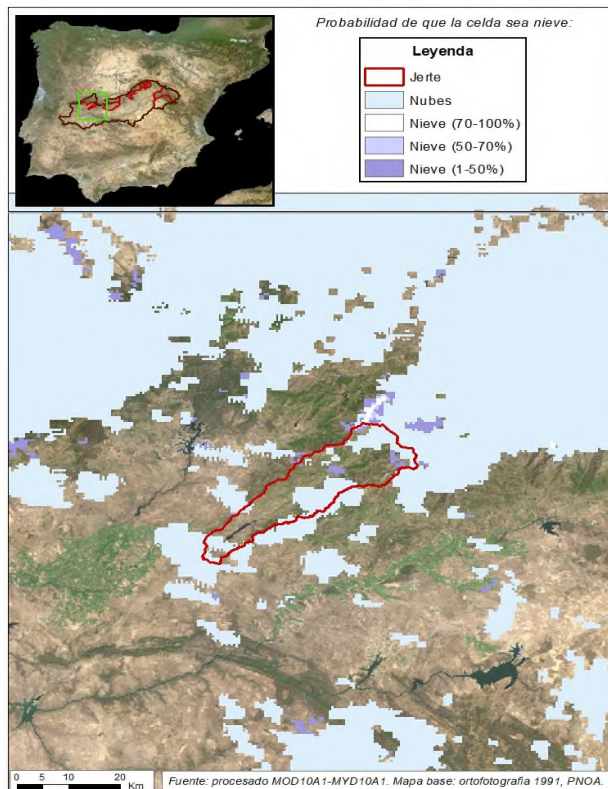 Probabilidad de que la celda sea nieve:
Leyenda
Jerte
Nubes
Nieve (70-100%)
Nieve (50-70%)
Nieve (1-50%)
0 5 10 20
Km
Fuente: procesado MOD10A1-MYD10A1. Mapa base: ortofotografia 1991, PNOA.